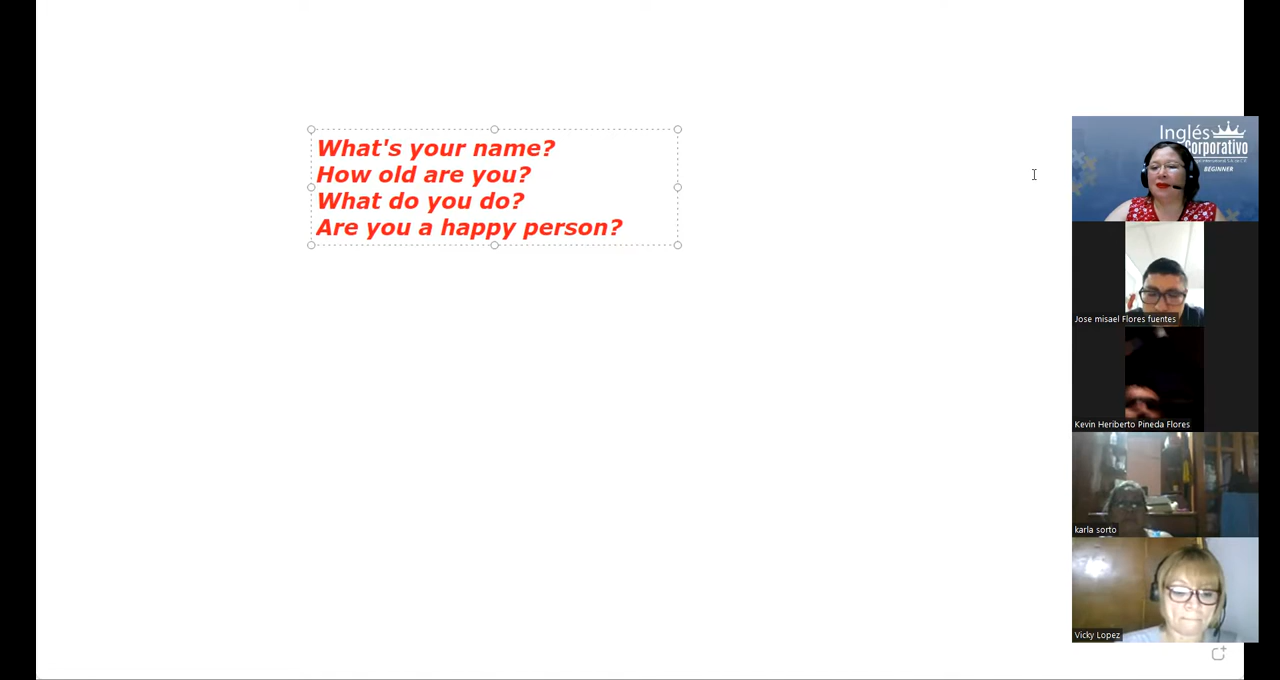 What's your name?
How old are you?
What do you do?
Are you a happy person?
Inglés
Corporativo
BEGINNER
Jose misael Flores fuentes
Kevin Heriberto Pineda Flores
karla sorto
Vicky Lopez